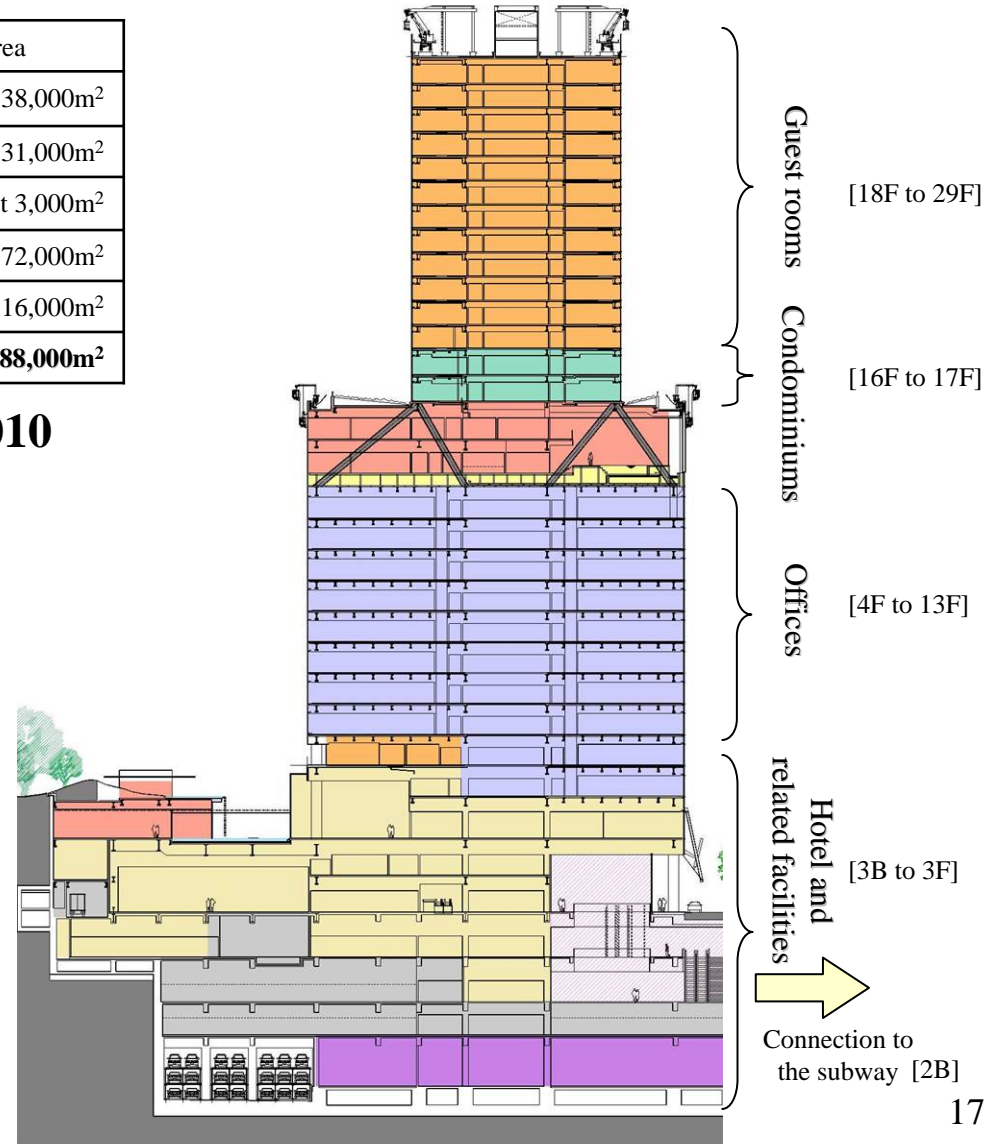 rea
38,000m²
31,000m²
t 3,000m²
72,000m²
16,000m²
88,000m²
010
Guest rooms
[18F to 29F]
Condominiums
[16F to 17F]
Offices
[4F to 13F]
Hotel and
related facilities
[3B to 3F]
Connection to
the subway [2B]
17